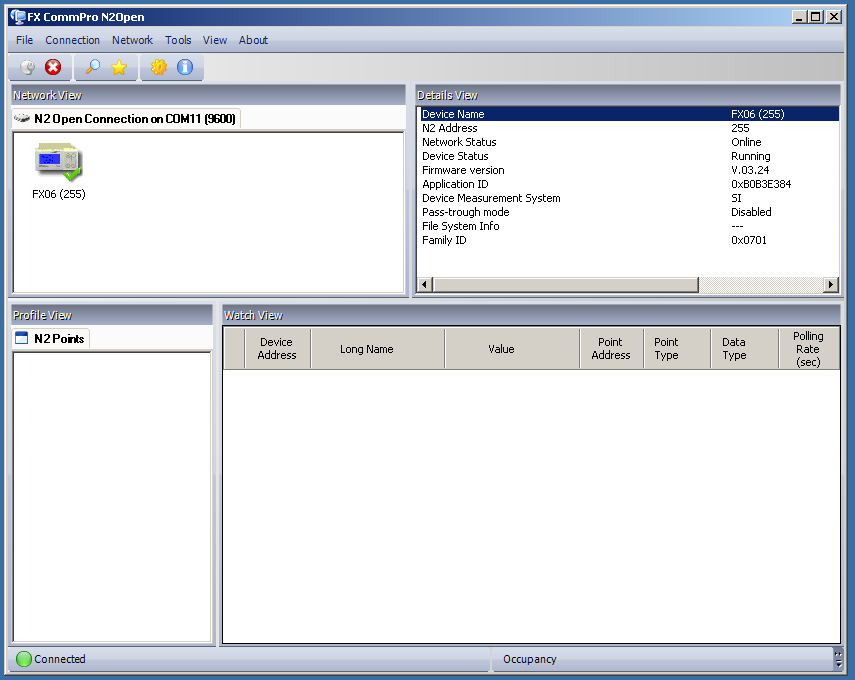 FX CommPro N2Open
File Connection Network Tools View About
Network View
N2 Open Connection on COM11 (9600)
FX06 (255)
Details View
Device Name FX06 (255)
N2 Address 255
Network Status Online
Device Status Running
Firmware version V.03.24
Application ID 0xB0B3E384
Device Measurement System SI
Pass-trough mode Disabled
File System Info ---
Family ID 0x0701
Profile View
N2 Points
Watch View
Device Address Long Name Value Point Address Point Type Data Type Polling Rate (sec)
Connected Occupancy